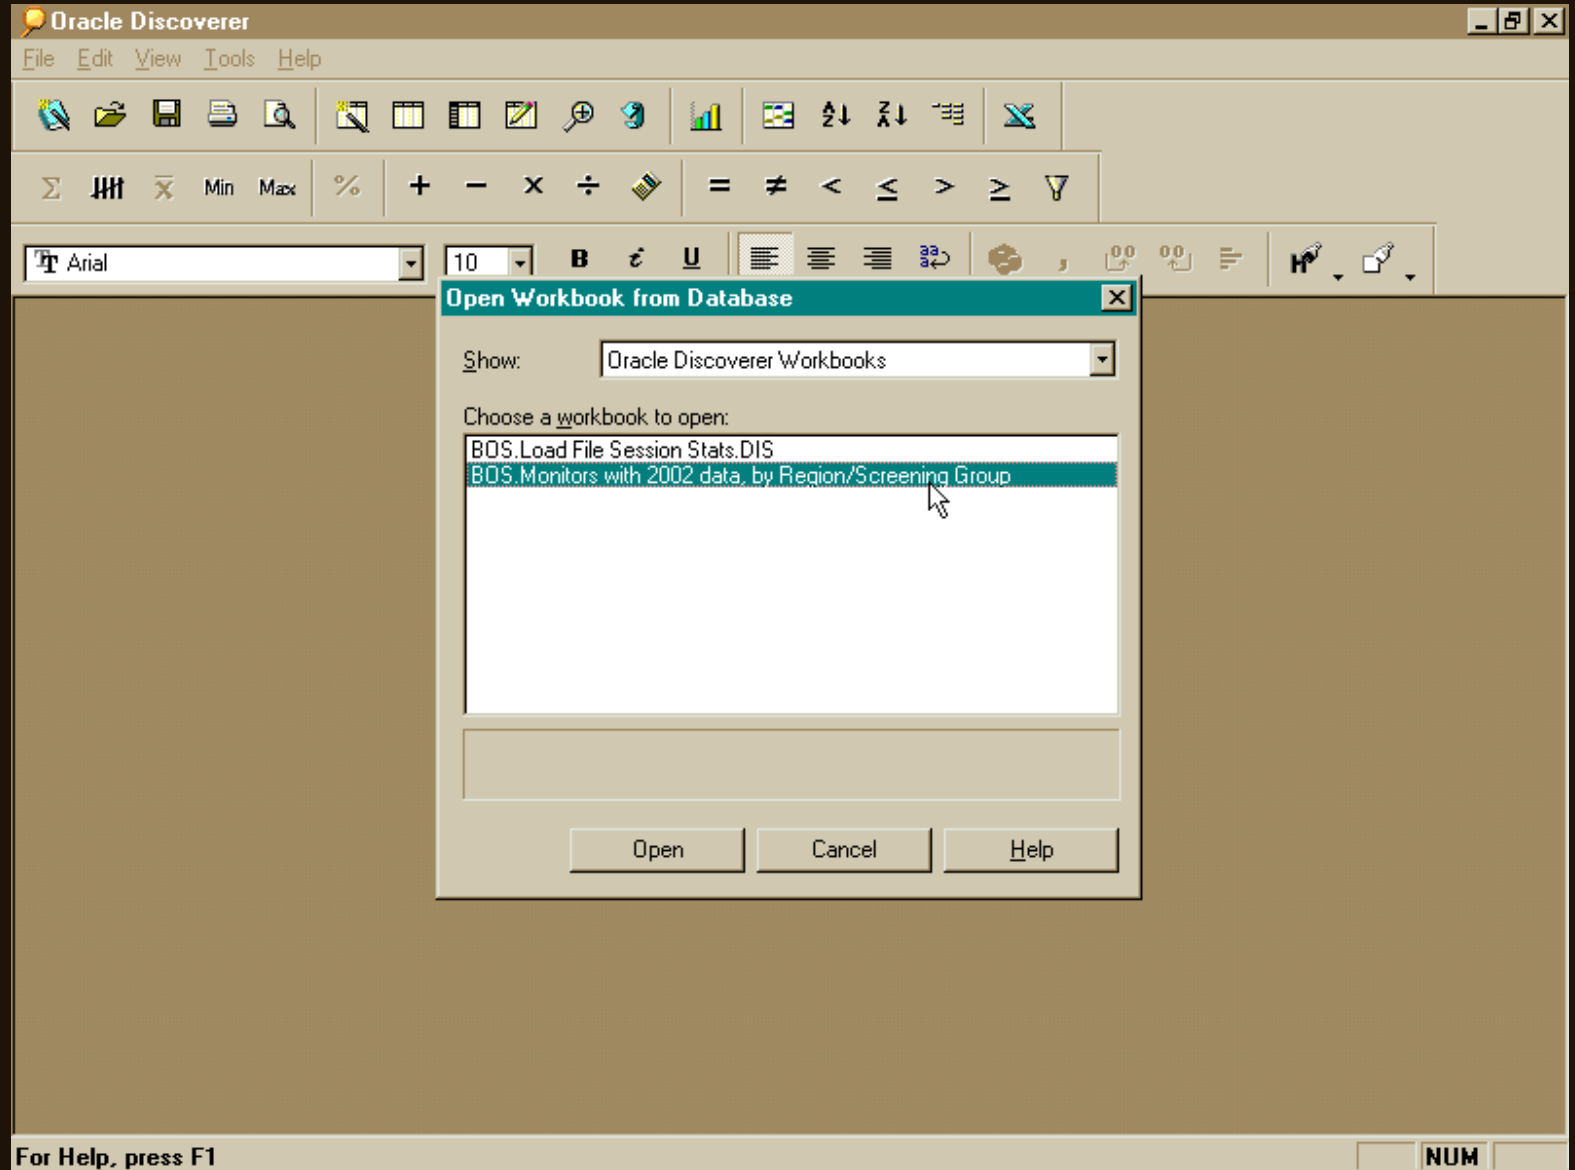 Oracle Discoverer
File Edit View Tools Help
Σ X Min Max % + − × ÷ = ≠ < ≤ > ≥
Arial 10 B i U
Open Workbook from Database
Show: Oracle Discoverer Workbooks
Choose a workbook to open:
BOS.Load File Session Stats.DIS
BOS.Monitors with 2002 data, by Region/Screening Group
Open Cancel Help
For Help, press F1 NUM